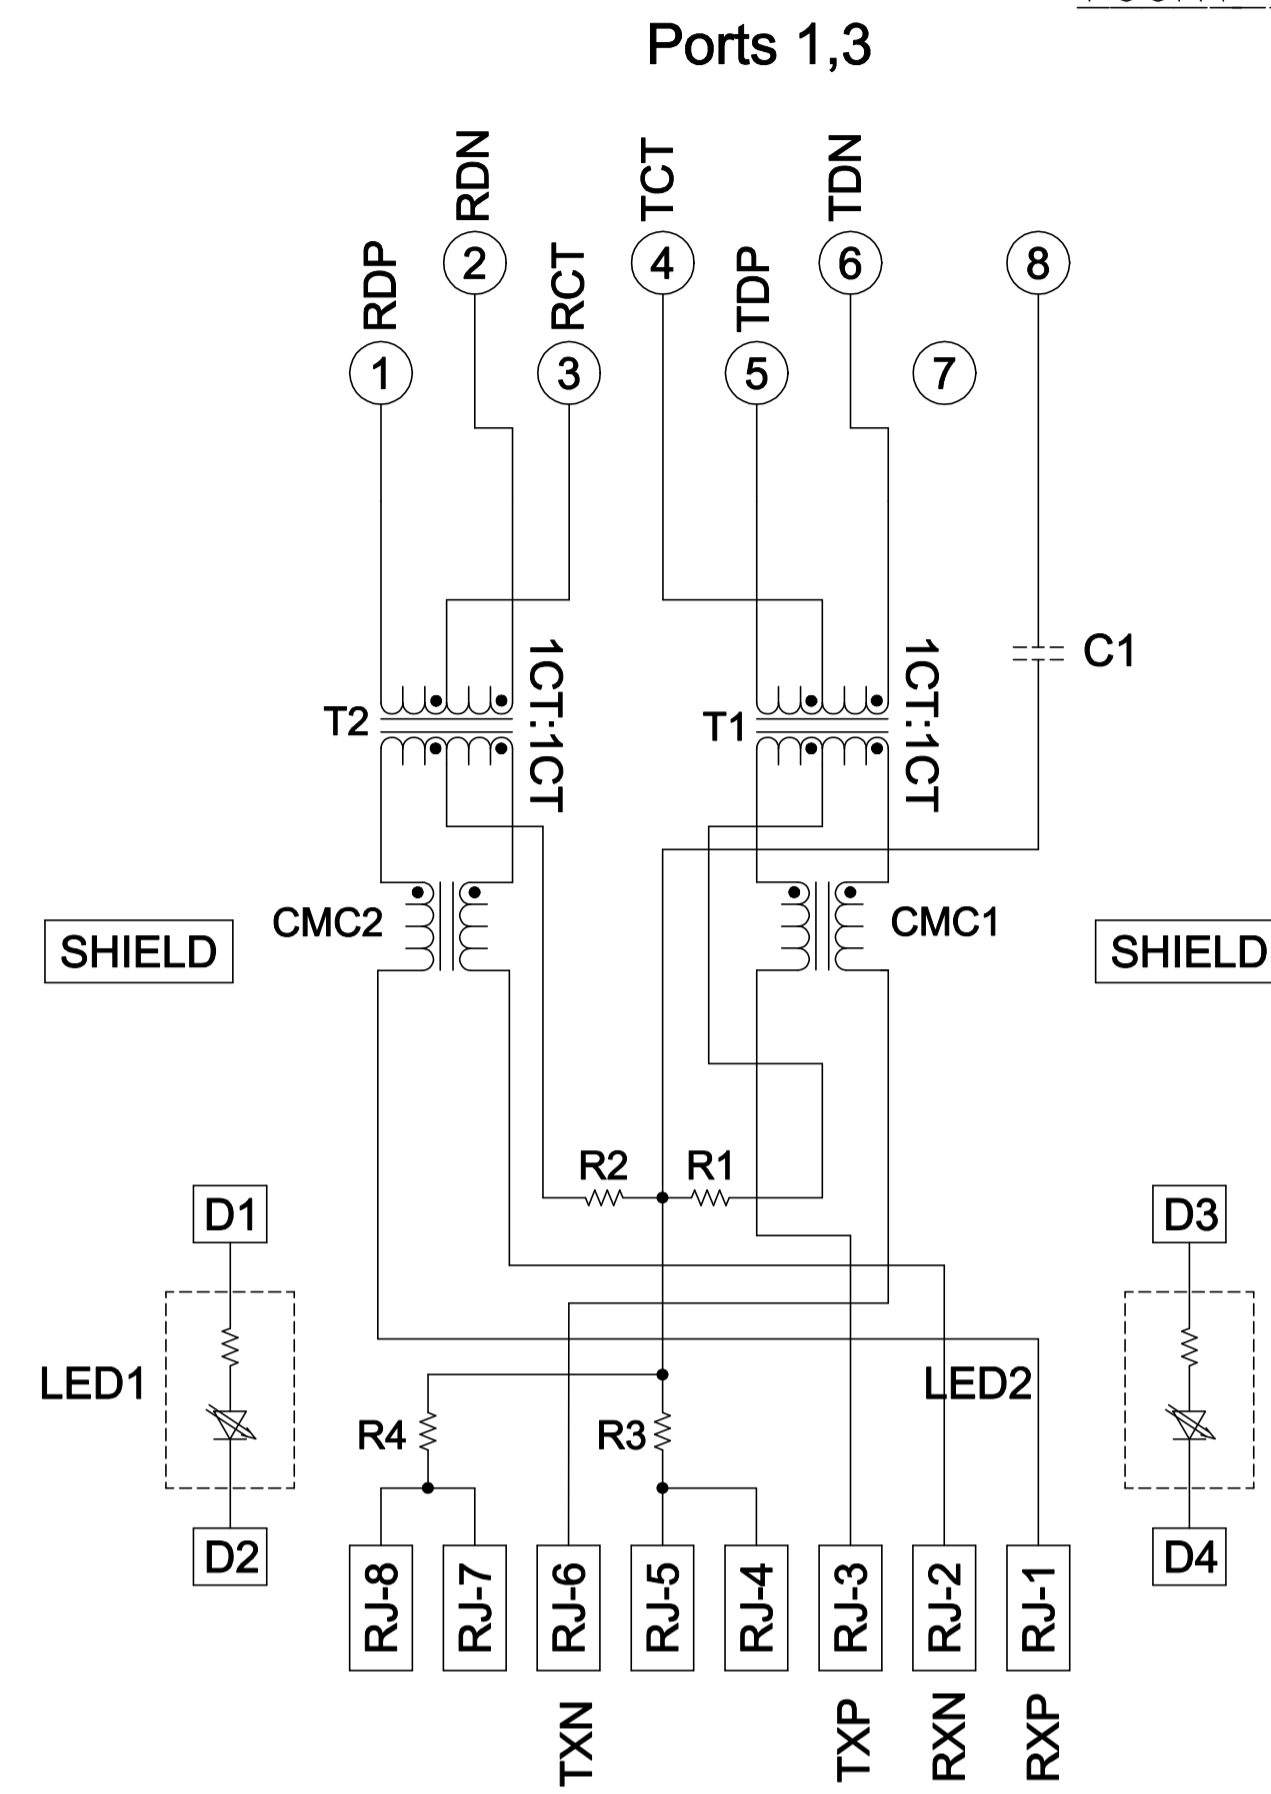 Ports 1,3
RDP
RDN
RCT
TCT
TDP
TDN
1
2
3
4
5
6
7
8
T2
1CT:1CT
T1
1CT:1CT
C1
CMC2
CMC1
SHIELD
SHIELD
R2
R1
D1
D3
LED1
LED2
R4
R3
D2
D4
RJ-8
RJ-7
RJ-6
RJ-5
RJ-4
RJ-3
RJ-2
RJ-1
TXN
TXP
RXN
RXP